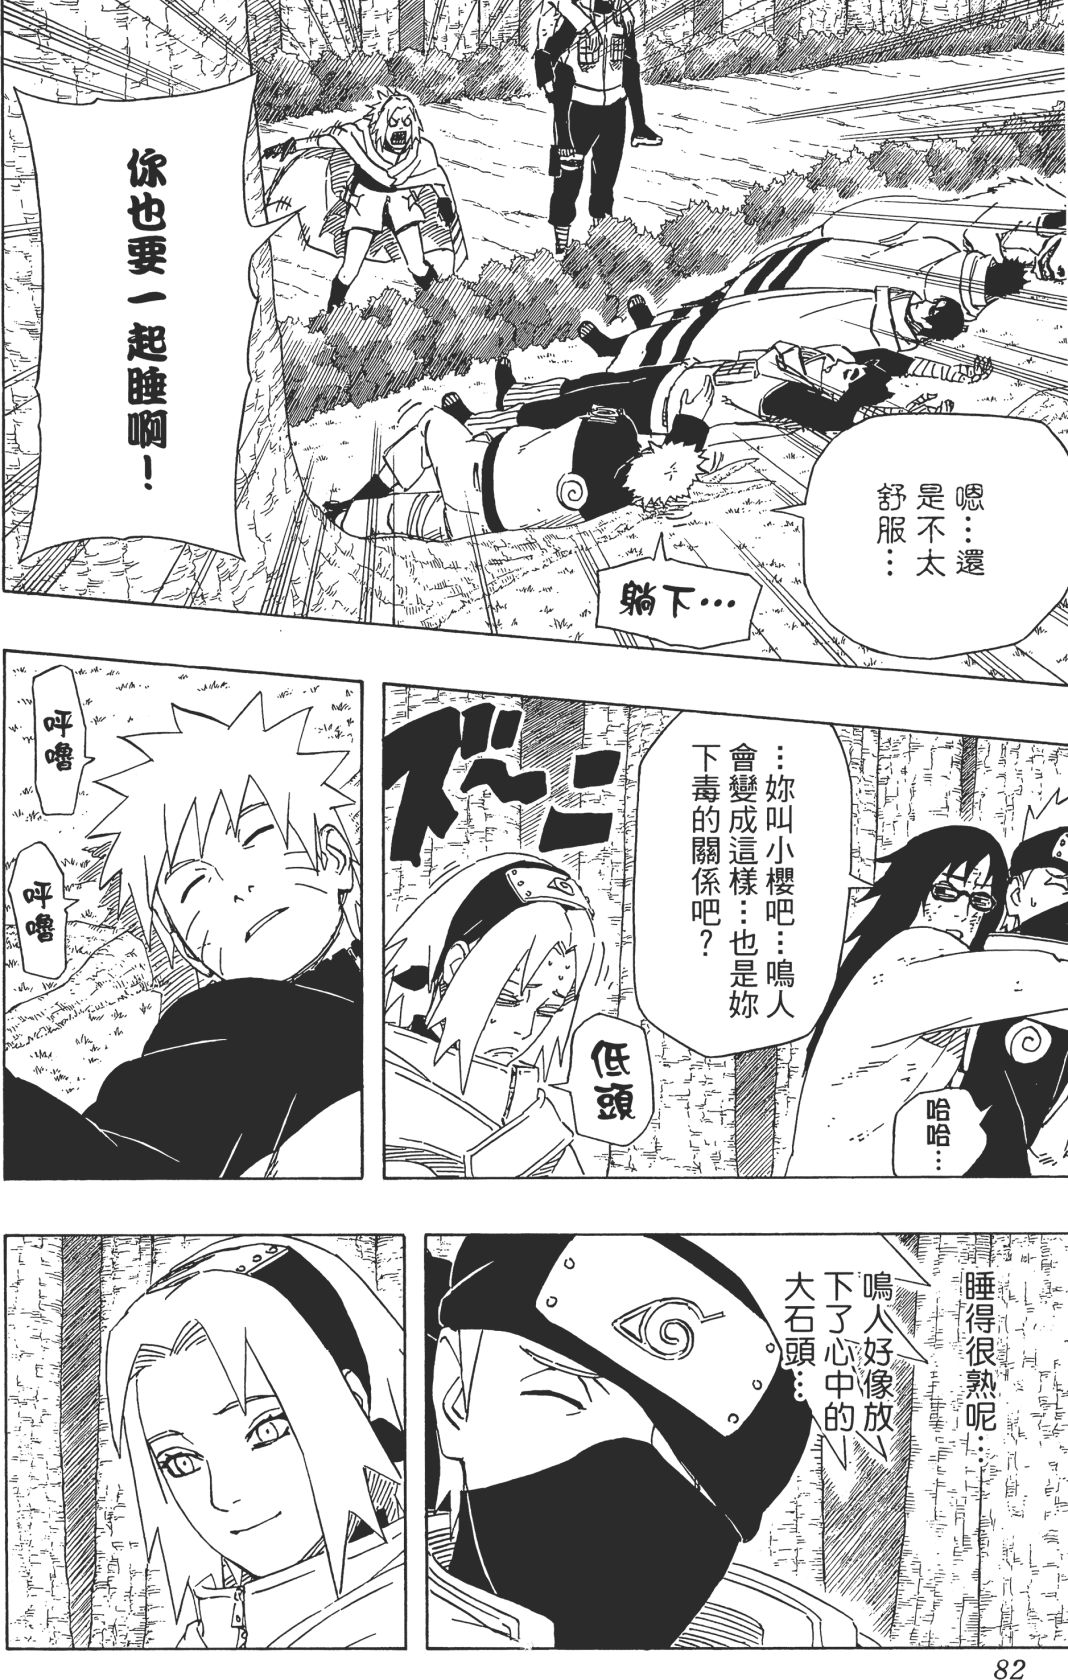 嗯…還
是不太
舒服…
躺下…
你也要一起睡啊！
…妳叫小櫻吧…鳴人
會變成這樣…也是妳
下毒的關係吧？
哈哈…
低頭
ズーン
呼嚕
呼嚕
睡得很熟呢…
鳴人好像放
下了心中的
大石頭…
82